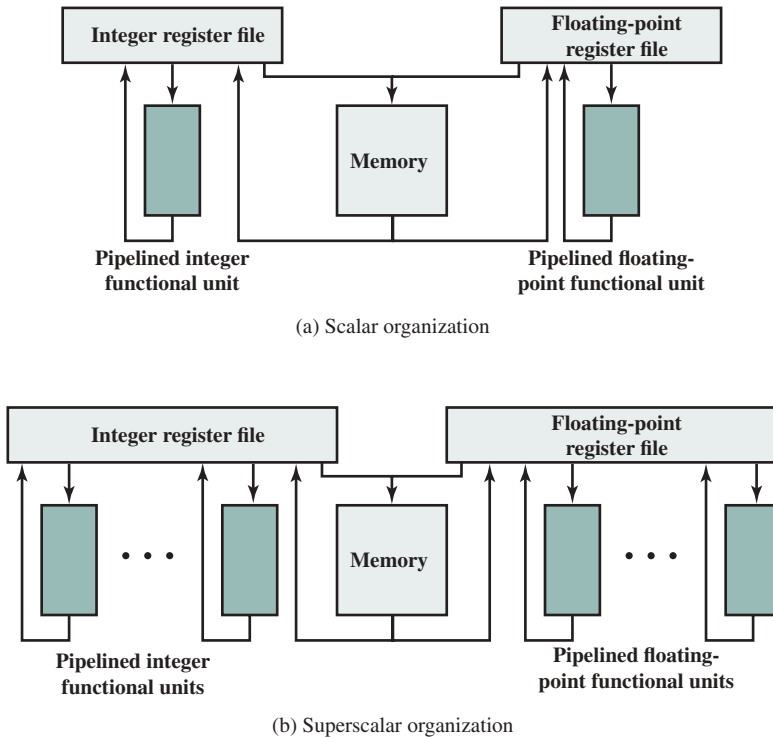 Integer register file
Floating-point
register file
Memory
Pipelined integer
functional unit
Pipelined floating-
point functional unit
(a) Scalar organization
Integer register file
Floating-point
register file
Memory
Pipelined integer
functional units
Pipelined floating-
point functional units
(b) Superscalar organization